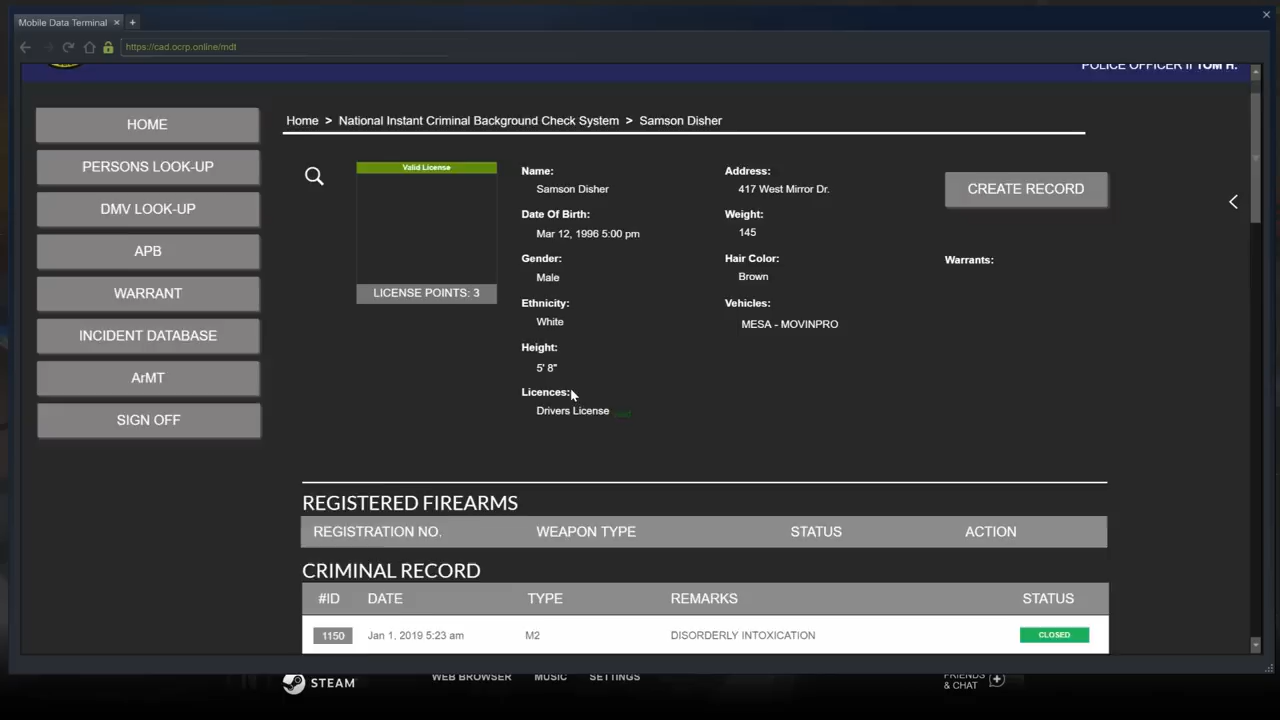 Mobile Data Terminal × +
https://cad.ocrp.online/mdt
POLICE OFFICER II TOM H.
HOME
PERSONS LOOK-UP
DMV LOOK-UP
APB
WARRANT
INCIDENT DATABASE
ArMT
SIGN OFF
Home > National Instant Criminal Background Check System > Samson Disher
Valid License
LICENSE POINTS: 3
Name:
Samson Disher
Date Of Birth:
Mar 12, 1996 5:00 pm
Gender:
Male
Ethnicity:
White
Height:
5' 8"
Licences:
Drivers License
Address:
417 West Mirror Dr.
Weight:
145
Hair Color:
Brown
Vehicles:
MESA - MOVINPRO
CREATE RECORD
Warrants:
REGISTERED FIREARMS
REGISTRATION NO. WEAPON TYPE STATUS ACTION
CRIMINAL RECORD
#ID DATE TYPE REMARKS STATUS
1150 Jan 1, 2019 5:23 am M2 DISORDERLY INTOXICATION CLOSED
STEAM
WEB BROWSER MUSIC SETTINGS
FRIENDS
& CHAT